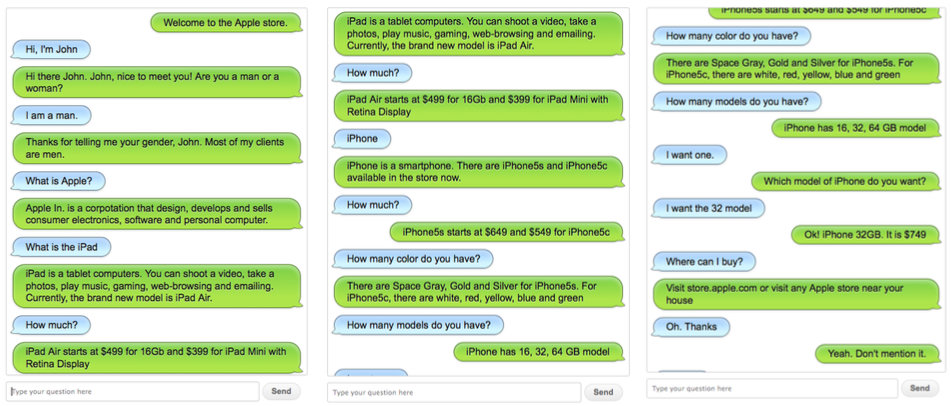 Welcome to the Apple store.
Hi, I'm John
Hi there John. John, nice to meet you! Are you a man or a
woman?
I am a man.
Thanks for telling me your gender, John. Most of my clients
are men.
What is Apple?
Apple In. is a corpotation that design, develops and sells
consumer electronics, software and personal computer.
What is the iPad
iPad is a tablet computers. You can shoot a video, take a
photos, play music, gaming, web-browsing and emailing.
Currently, the brand new model is iPad Air.
How much?
iPad Air starts at $499 for 16Gb and $399 for iPad Mini with
Retina Display
Type your question here
Send
iPad is a tablet computers. You can shoot a video, take a
photos, play music, gaming, web-browsing and emailing.
Currently, the brand new model is iPad Air.
How much?
iPad Air starts at $499 for 16Gb and $399 for iPad Mini with
Retina Display
iPhone
iPhone is a smartphone. There are iPhone5s and iPhone5c
available in the store now.
How much?
iPhone5s starts at $649 and $549 for iPhone5c
How many color do you have?
There are Space Gray, Gold and Silver for iPhone5s. For
iPhone5c, there are white, red, yellow, blue and green
How many models do you have?
iPhone has 16, 32, 64 GB model
Type your question here
Send
iPhone5s starts at $649 and $549 for iPhone5c
How many color do you have?
There are Space Gray, Gold and Silver for iPhone5s. For
iPhone5c, there are white, red, yellow, blue and green
How many models do you have?
iPhone has 16, 32, 64 GB model
I want one.
Which model of iPhone do you want?
I want the 32 model
Ok! iPhone 32GB. It is $749
Where can I buy?
Visit store.apple.com or visit any Apple store near your
house
Oh. Thanks
Yeah. Don't mention it.
Type your question here
Send